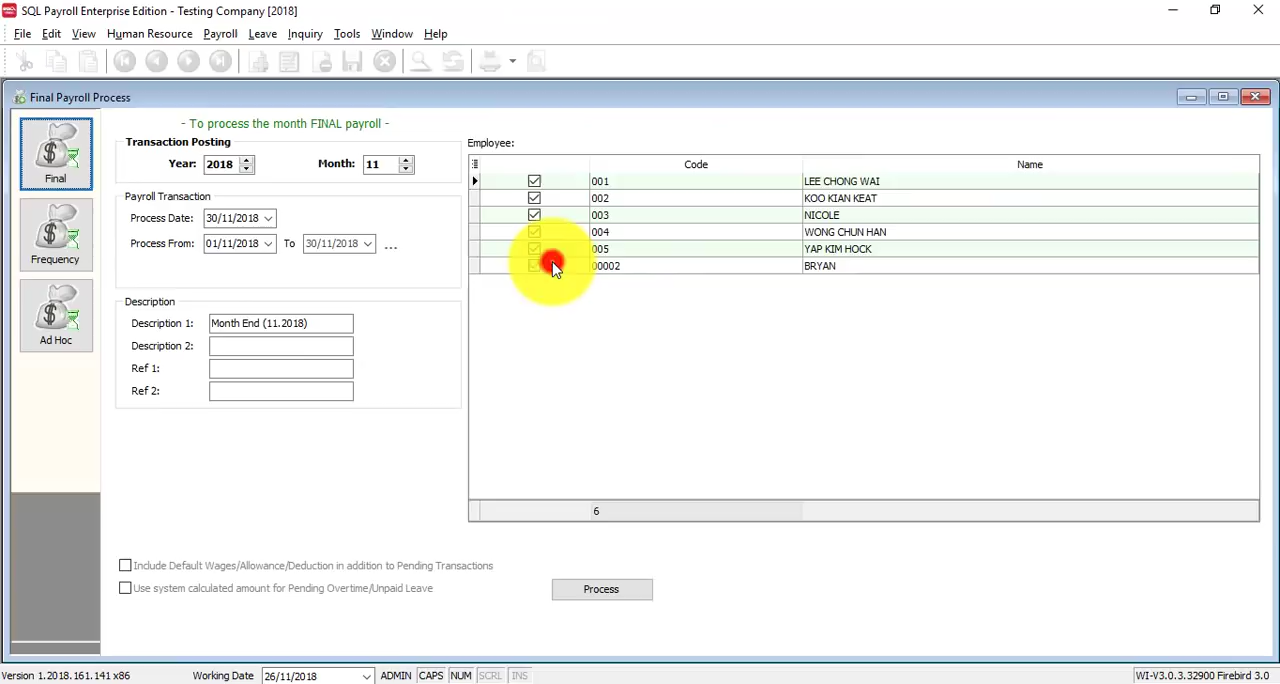 SQL Payroll Enterprise Edition - Testing Company [2018]
File Edit View Human Resource Payroll Leave Inquiry Tools Window Help
Final Payroll Process
- To process the month FINAL payroll -
Transaction Posting
Year: 2018 Month: 11
Payroll Transaction
Process Date: 30/11/2018
Process From: 01/11/2018 To 30/11/2018 ...
Description
Description 1: Month End (11.2018)
Description 2:
Ref 1:
Ref 2:
Final
Frequency
Ad Hoc
Employee:
Code Name
001 LEE CHONG WAI
002 KOO KIAN KEAT
003 NICOLE
004 WONG CHUN HAN
005 YAP KIM HOCK
00002 BRYAN
6
Include Default Wages/Allowance/Deduction in addition to Pending Transactions
Use system calculated amount for Pending Overtime/Unpaid Leave
Process
Version 1.2018.161.141 x86 Working Date 26/11/2018 ADMIN CAPS NUM SCRL INS WI-V3.0.3.32900 Firebird 3.0